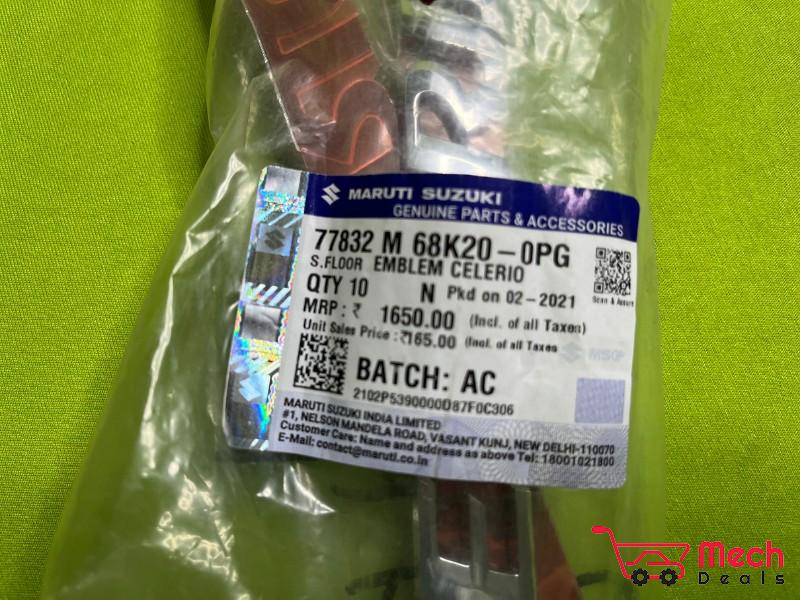 MARUTI SUZUKI
GENUINE PARTS & ACCESSORIES
77832 M 68K20-0PG
S.FLOOR EMBLEM CELERIO
QTY 10 N Pkd on 02-2021
Scan & Assure
MRP : ₹ 1650.00 (Incl. of all Taxes)
Unit Sales Price :₹165.00 (Incl. of all Taxes
MSGP
BATCH: AC
2102P5390000D87F0C306
MARUTI SUZUKI INDIA LIMITED
#1, NELSON MANDELA ROAD, VASANT KUNJ, NEW DELHI-110070
Customer Care: Name and address as above Tel: 18001021800
E-Mail: contact@maruti.co.in
Mech
Deals